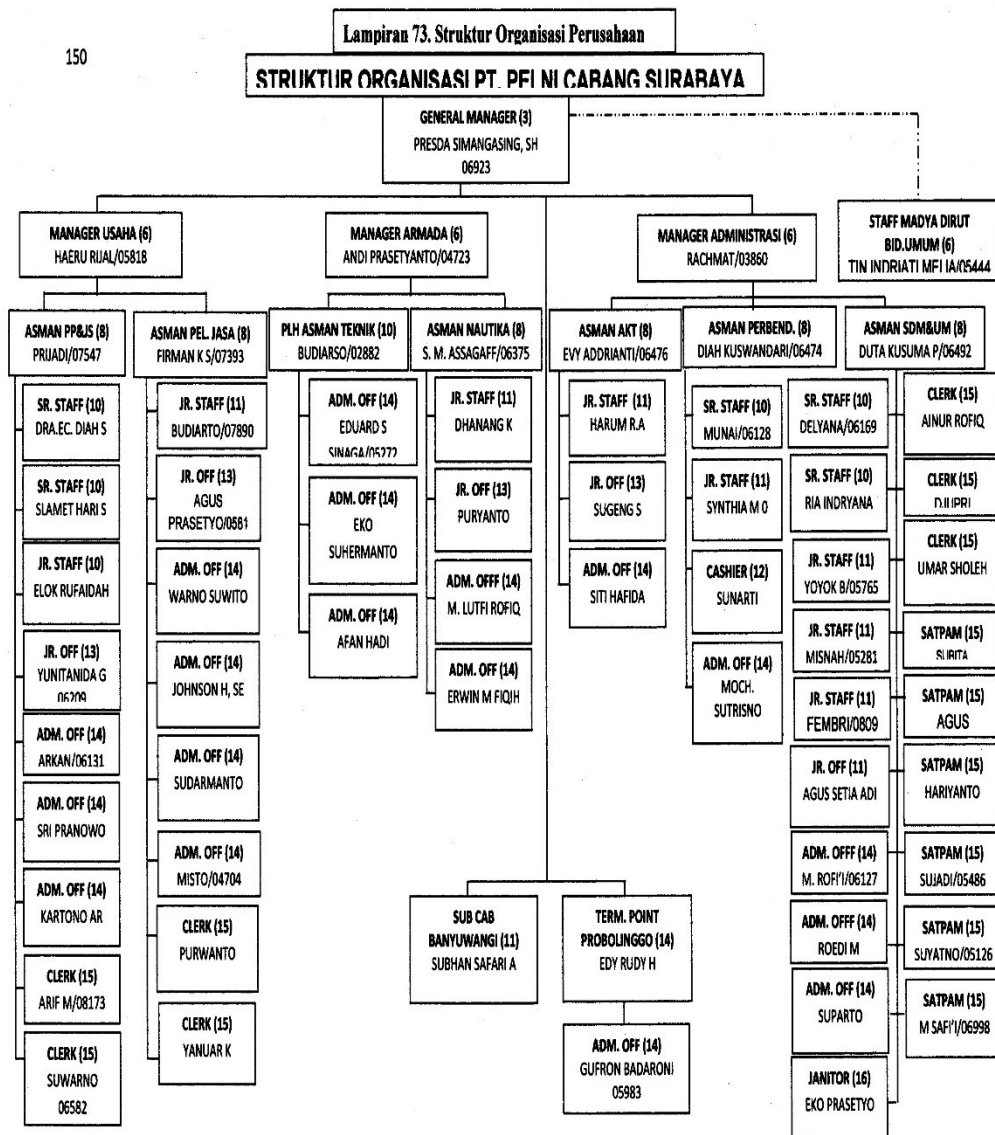 150
Lampiran 73. Struktur Organisasi Perusahaan
STRUKTUR ORGANISASI PT. PELNI CABANG SURABAYA
GENERAL MANAGER (3)
PRESDA SIMANGASING, SH
06923
MANAGER USAHA (6)
HAERU RIJAL/05818
MANAGER ARMADA (6)
ANDI PRASETYANTO/04723
MANAGER ADMINISTRASI (6)
RACHMAT/03860
STAFF MADYA DIRUT
BID.UMUM (6)
TIN INDRIATI MELIA/05444
ASMAN PP&JS (8)
PRIJADI/07547
SR. STAFF (10)
DRA.EC. DIAH S
SR. STAFF (10)
SLAMET HARI S
JR. STAFF (10)
ELOK RUFAIDAH
JR. OFF (13)
YUNITANIDA G
06209
ADM. OFF (14)
ARKAN/06131
ADM. OFF (14)
SRI PRANOWO
ADM. OFF (14)
KARTONO AR
CLERK (15)
ARIF M/08173
CLERK (15)
SUWARNO
06582
ASMAN PEL. JASA (8)
FIRMAN K S/07393
JR. STAFF (11)
BUDIARTO/07890
JR. OFF (13)
AGUS
PRASETYO/0581
ADM. OFF (14)
WARNO SUWITO
ADM. OFF (14)
JOHNSON H, SE
ADM. OFF (14)
SUDARMANTO
ADM. OFF (14)
MISTO/04704
CLERK (15)
PURWANTO
CLERK (15)
YANUAR K
PLH ASMAN TEKNIK (10)
BUDIARSO/02882
ADM. OFF (14)
EDUARD S
SINAGA/05272
ADM. OFF (14)
EKO
SUHERMANTO
ADM. OFF (14)
AFAN HADI
ASMAN NAUTIKA (8)
S. M. ASSAGAFF/06375
JR. STAFF (11)
DHANANG K
JR. OFF (13)
PURYANTO
ADM. OFFF (14)
M. LUTFI ROFIQ
ADM. OFF (14)
ERWIN M FIQIH
ASMAN AKT (8)
EVY ADDRIANTI/06476
JR. STAFF (11)
HARUM R.A
JR. OFF (13)
SUGENG S
ADM. OFF (14)
SITI HAFIDA
ASMAN PERBEND. (8)
DIAH KUSWANDARI/06474
SR. STAFF (10)
MUNAI/06128
JR. STAFF (11)
SYNTHIA M O
CASHIER (12)
SUNARTI
ADM. OFF (14)
MOCH.
SUTRISNO
ASMAN SDM&UM (8)
DUTA KUSUMA P/06492
SR. STAFF (10)
DELYANA/06169
SR. STAFF (10)
RIA INDRYANA
JR. STAFF (11)
YOYOK B/05765
JR. STAFF (11)
MISNAH/05281
JR. STAFF (11)
FEMBRI/0809
JR. OFF (11)
AGUS SETIA ADI
ADM. OFFF (14)
M. ROFI'I/06127
ADM. OFFF (14)
ROEDI M
ADM. OFF (14)
SUPARTO
JANITOR (16)
EKO PRASETYO
CLERK (15)
AINUR ROFIQ
CLERK (15)
DJUPRI
CLERK (15)
UMAR SHOLEH
SATPAM (15)
SATPAM (15)
AGUS
SATPAM (15)
HARIYANTO
SATPAM (15)
SUJADI/05486
SATPAM (15)
SUYATNO/05126
SATPAM (15)
M SAFI'I/06998
SUB CAB
BANYUWANGI (11)
SUBHAN SAFARI A
TERM. POINT
PROBOLINGGO (14)
EDY RUDY H
ADM. OFF (14)
GUFRON BADARONI
05983